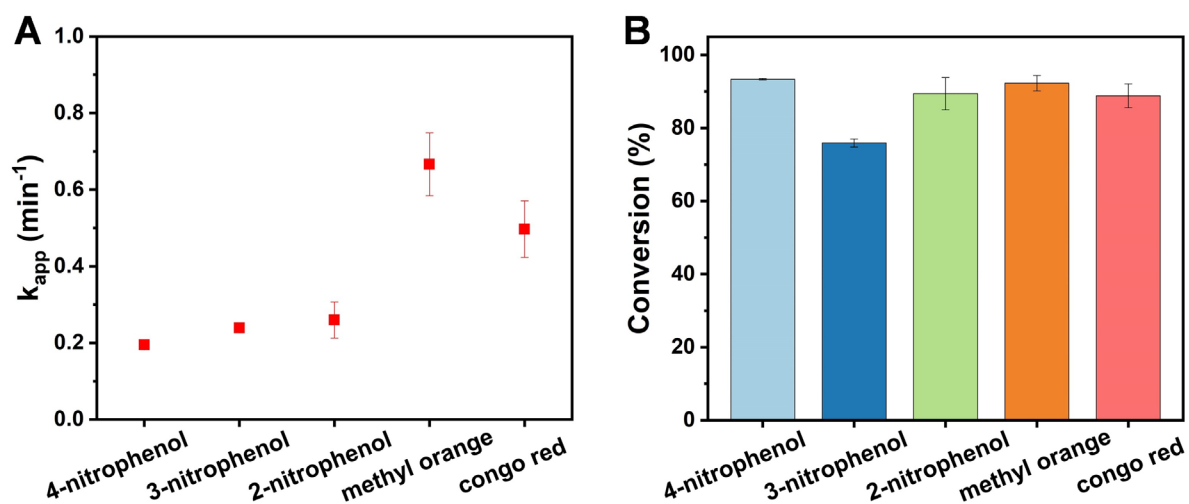 A
1.0
0.8
0.6
0.4
0.2
0.0
kapp (min-1)
4-nitrophenol
3-nitrophenol
2-nitrophenol
methyl orange
congo red
B
100
80
60
40
20
0
Conversion (%)
4-nitrophenol
3-nitrophenol
2-nitrophenol
methyl orange
congo red